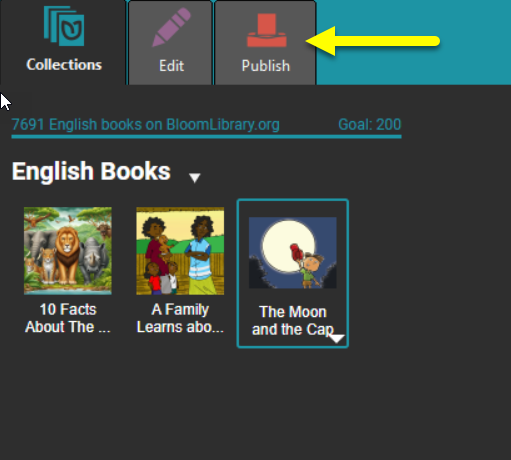 Collections
Edit
Publish
7691 English books on BloomLibrary.org
Goal: 200
English Books
10 Facts
About The ...
A Family
Learns abo...
The Moon
and the Cap